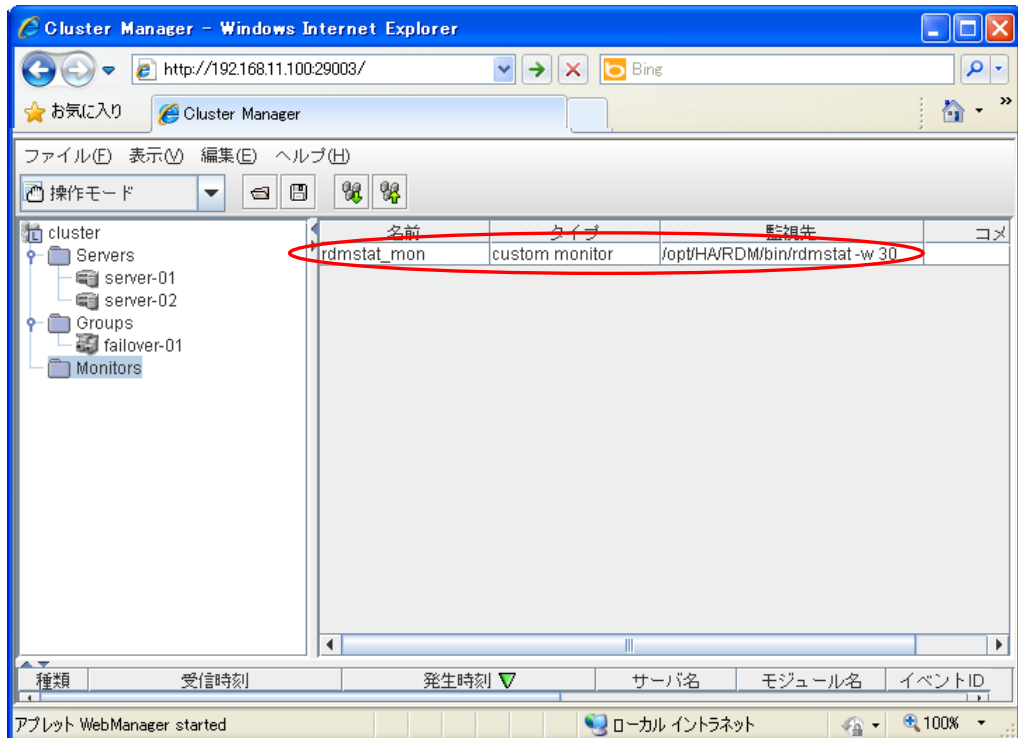 Cluster Manager - Windows Internet Explorer
http://192.168.11.100:29003/
Bing
お気に入り
Cluster Manager
ファイル(F) 表示(V) 編集(E) ヘルプ(H)
操作モード
cluster
Servers
server-01
server-02
Groups
failover-01
Monitors
名前 タイプ 監視先 コメ
rdmstat_mon custom monitor /opt/HA/RDM/bin/rdmstat -w 30
種類 受信時刻 発生時刻 サーバ名 モジュール名 イベントID
アプレット WebManager started ローカル イントラネット 100%